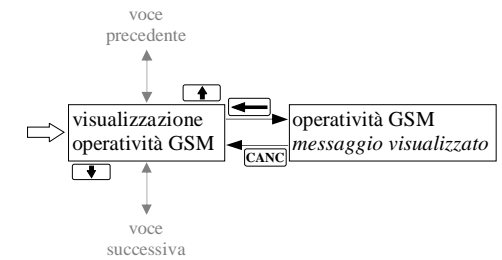 voce
precedente
visualizzazione
operatività GSM
operatività GSM
messaggio visualizzato
CANC
voce
successiva